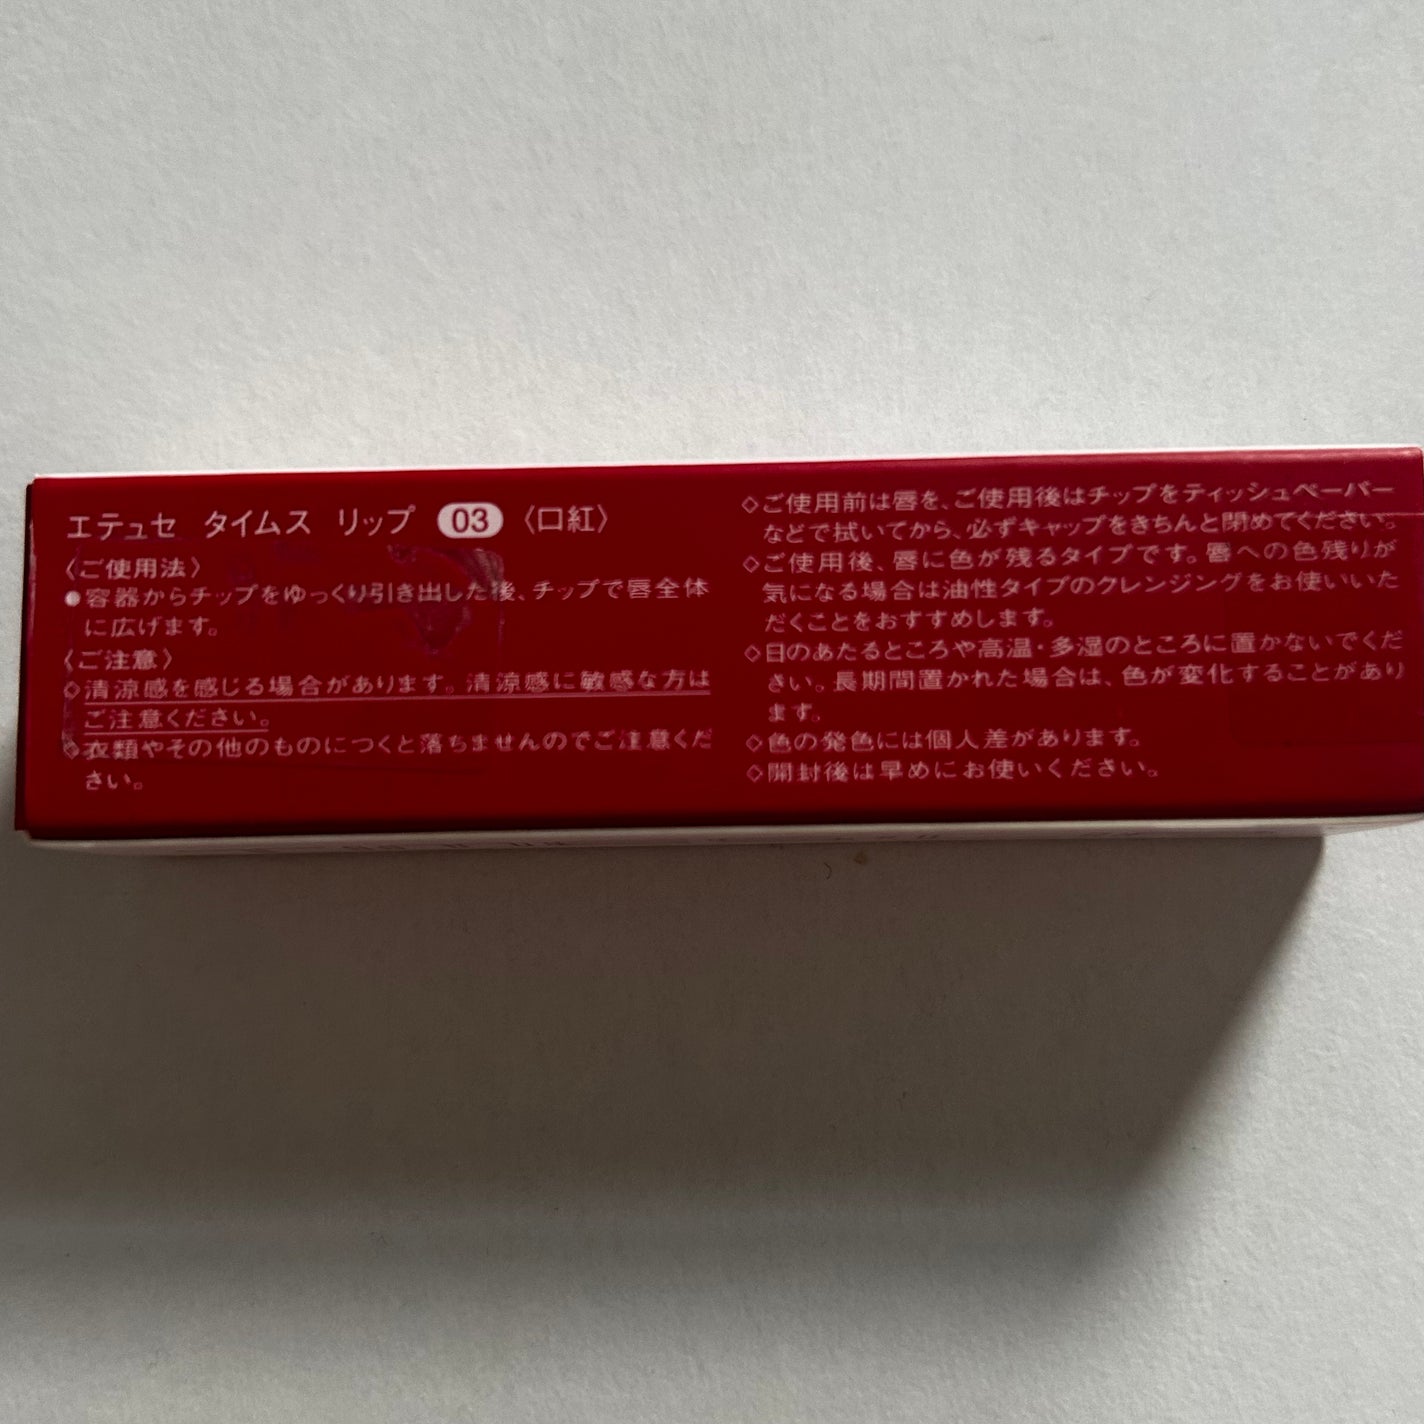 エテュセ タイムス リップ 03 〈口紅〉
〈ご使用法〉
●容器からチップをゆっくり引き出した後、チップで唇全体
に広げます。
〈ご注意〉
◇清涼感を感じる場合があります。清涼感に敏感な方は
ご注意ください。
◇衣類やその他のものにつくと落ちませんのでご注意くだ
さい。
◇ご使用前は唇を、ご使用後はチップをティッシュペーパー
などで拭いてから、必ずキャップをきちんと閉めてください。
◇ご使用後、唇に色が残るタイプです。唇への色残りが
気になる場合は油性タイプのクレンジングをお使いいた
だくことをおすすめします。
◇日のあたるところや高温・多湿のところに置かないでくだ
さい。長期間置かれた場合は、色が変化することがあり
ます。
◇色の発色には個人差があります。
◇開封後は早めにお使いください。